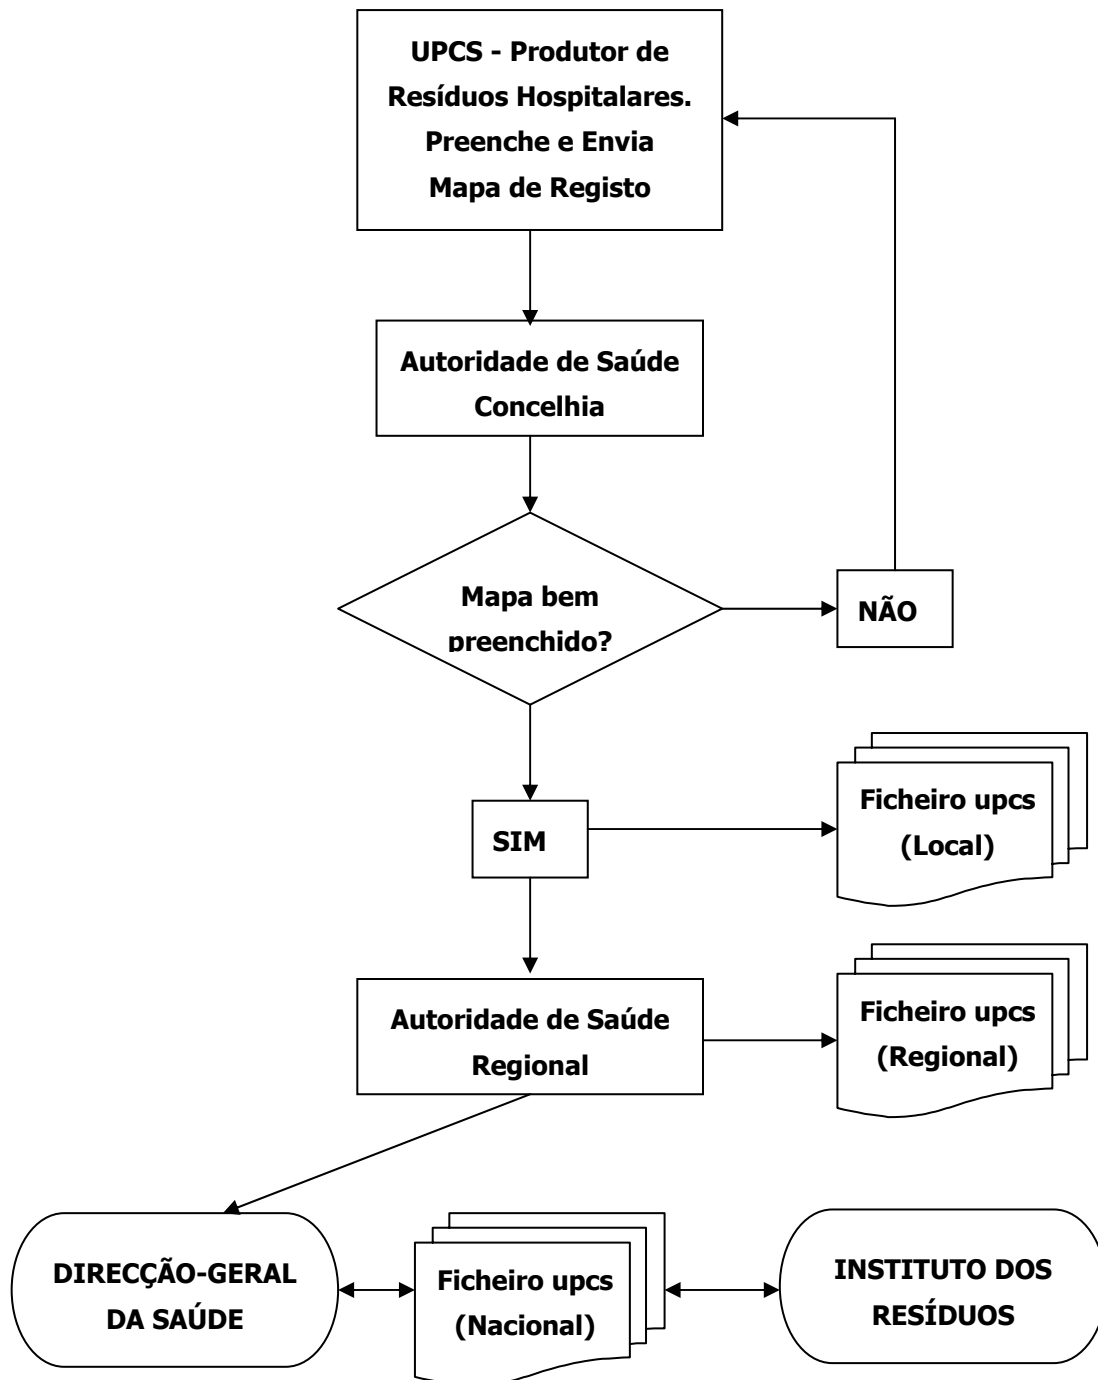 UPCS - Produtor de
Resíduos Hospitalares.
Preenche e Envia
Mapa de Registo
Autoridade de Saúde
Concelhia
Mapa bem
preenchido?
NÃO
SIM
Ficheiro upcs
(Local)
Autoridade de Saúde
Regional
Ficheiro upcs
(Regional)
DIRECÇÃO-GERAL
DA SAÚDE
Ficheiro upcs
(Nacional)
INSTITUTO DOS
RESÍDUOS